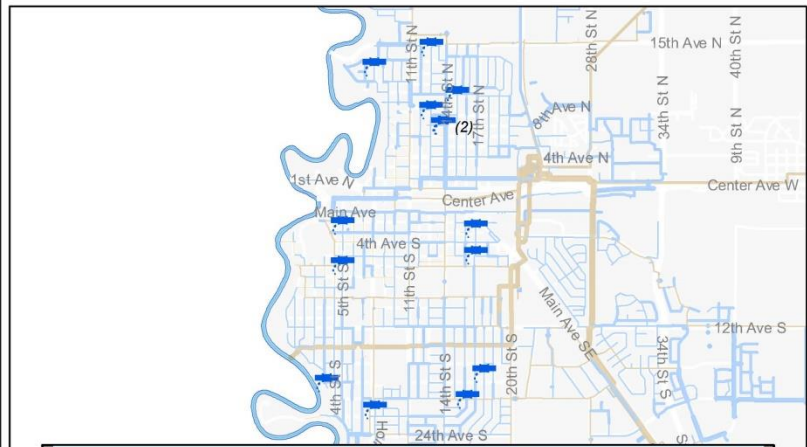 15th Ave N
11th St N
28th St N
40th St N
14th St N
17th St N
8th Ave N
34th St N
9th St N
(2)
4th Ave N
1st Ave N
Center Ave
Center Ave W
Main Ave
4th Ave S
5th St S
11th St S
Main Ave SE
12th Ave S
20th St S
34th St S
4th St S
14th St S
24th Ave S
S